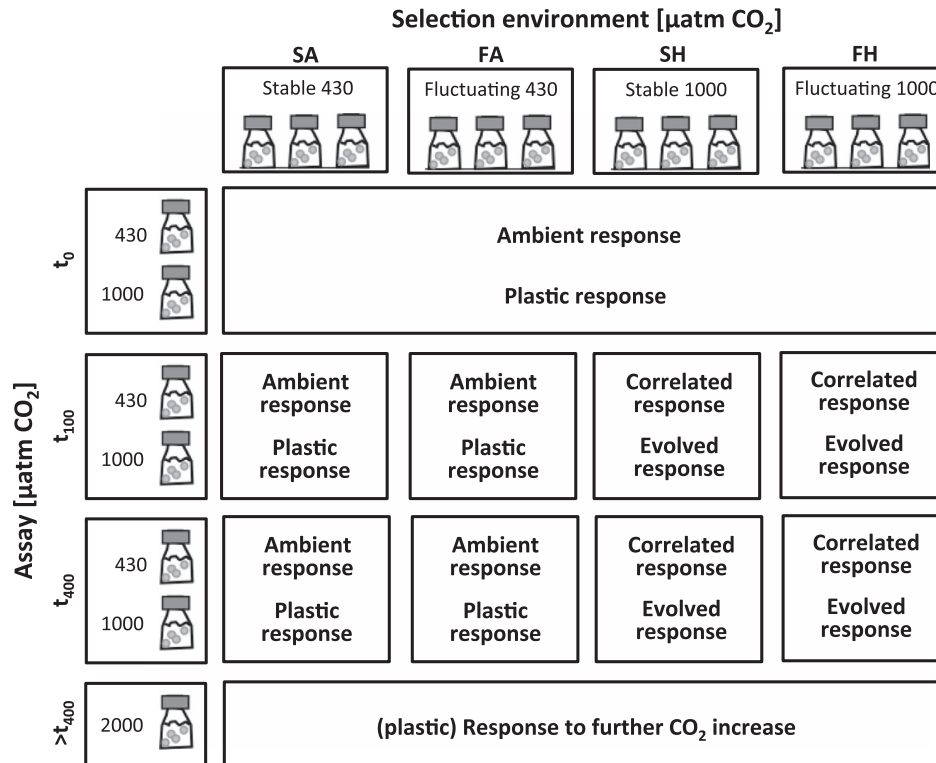 Selection environment [µatm CO₂]
SA FA SH FH
Stable 430 Fluctuating 430 Stable 1000 Fluctuating 1000
Assay [µatm CO₂]
t₀
430
1000
Ambient response
Plastic response
t₁₀₀
430
1000
Ambient
response
Plastic
response
Ambient
response
Plastic
response
Correlated
response
Evolved
response
Correlated
response
Evolved
response
t₄₀₀
430
1000
Ambient
response
Plastic
response
Ambient
response
Plastic
response
Correlated
response
Evolved
response
Correlated
response
Evolved
response
>t₄₀₀
2000
(plastic) Response to further CO₂ increase